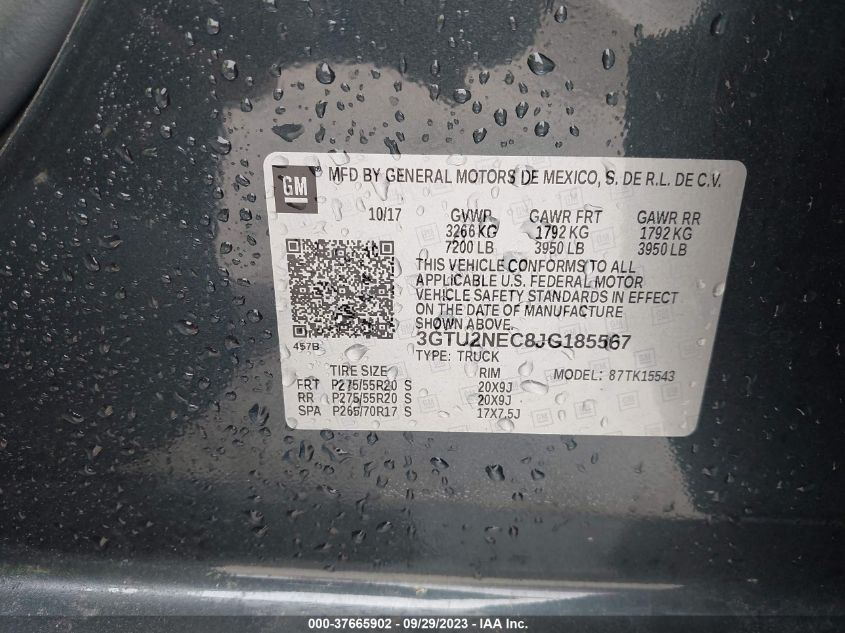 GM MFD BY GENERAL MOTORS DE MEXICO, S. DE R.L. DE C.V.
10/17 GVWR GAWR FRT GAWR RR
3266 KG 1792 KG 1792 KG
7200 LB 3950 LB 3950 LB
THIS VEHICLE CONFORMS TO ALL
APPLICABLE U.S. FEDERAL MOTOR
VEHICLE SAFETY STANDARDS IN EFFECT
ON THE DATE OF MANUFACTURE
SHOWN ABOVE.
457B 3GTU2NEC8JG185567
TYPE: TRUCK
TIRE SIZE RIM MODEL: 87TK15543
FRT P275/55R20 S 20X9J
RR P275/55R20 S 20X9J
SPA P265/70R17 S 17X7.5J
000-37665902 - 09/29/2023 - IAA Inc.